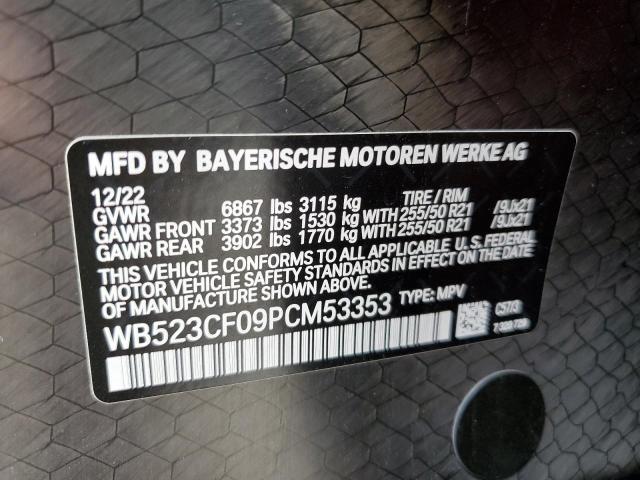 MFD BY BAYERISCHE MOTOREN WERKE AG
12/22 TIRE / RIM
GVWR 6867 lbs 3115 kg
GAWR FRONT 3373 lbs 1530 kg WITH 255/50 R21 /9Jx21
GAWR REAR 3902 lbs 1770 kg WITH 255/50 R21 /9Jx21
THIS VEHICLE CONFORMS TO ALL APPLICABLE U.S. FEDERAL
MOTOR VEHICLE SAFETY STANDARDS IN EFFECT ON THE DATE
OF MANUFACTURE SHOWN ABOVE.
WB523CF09PCM53353 TYPE: MPV